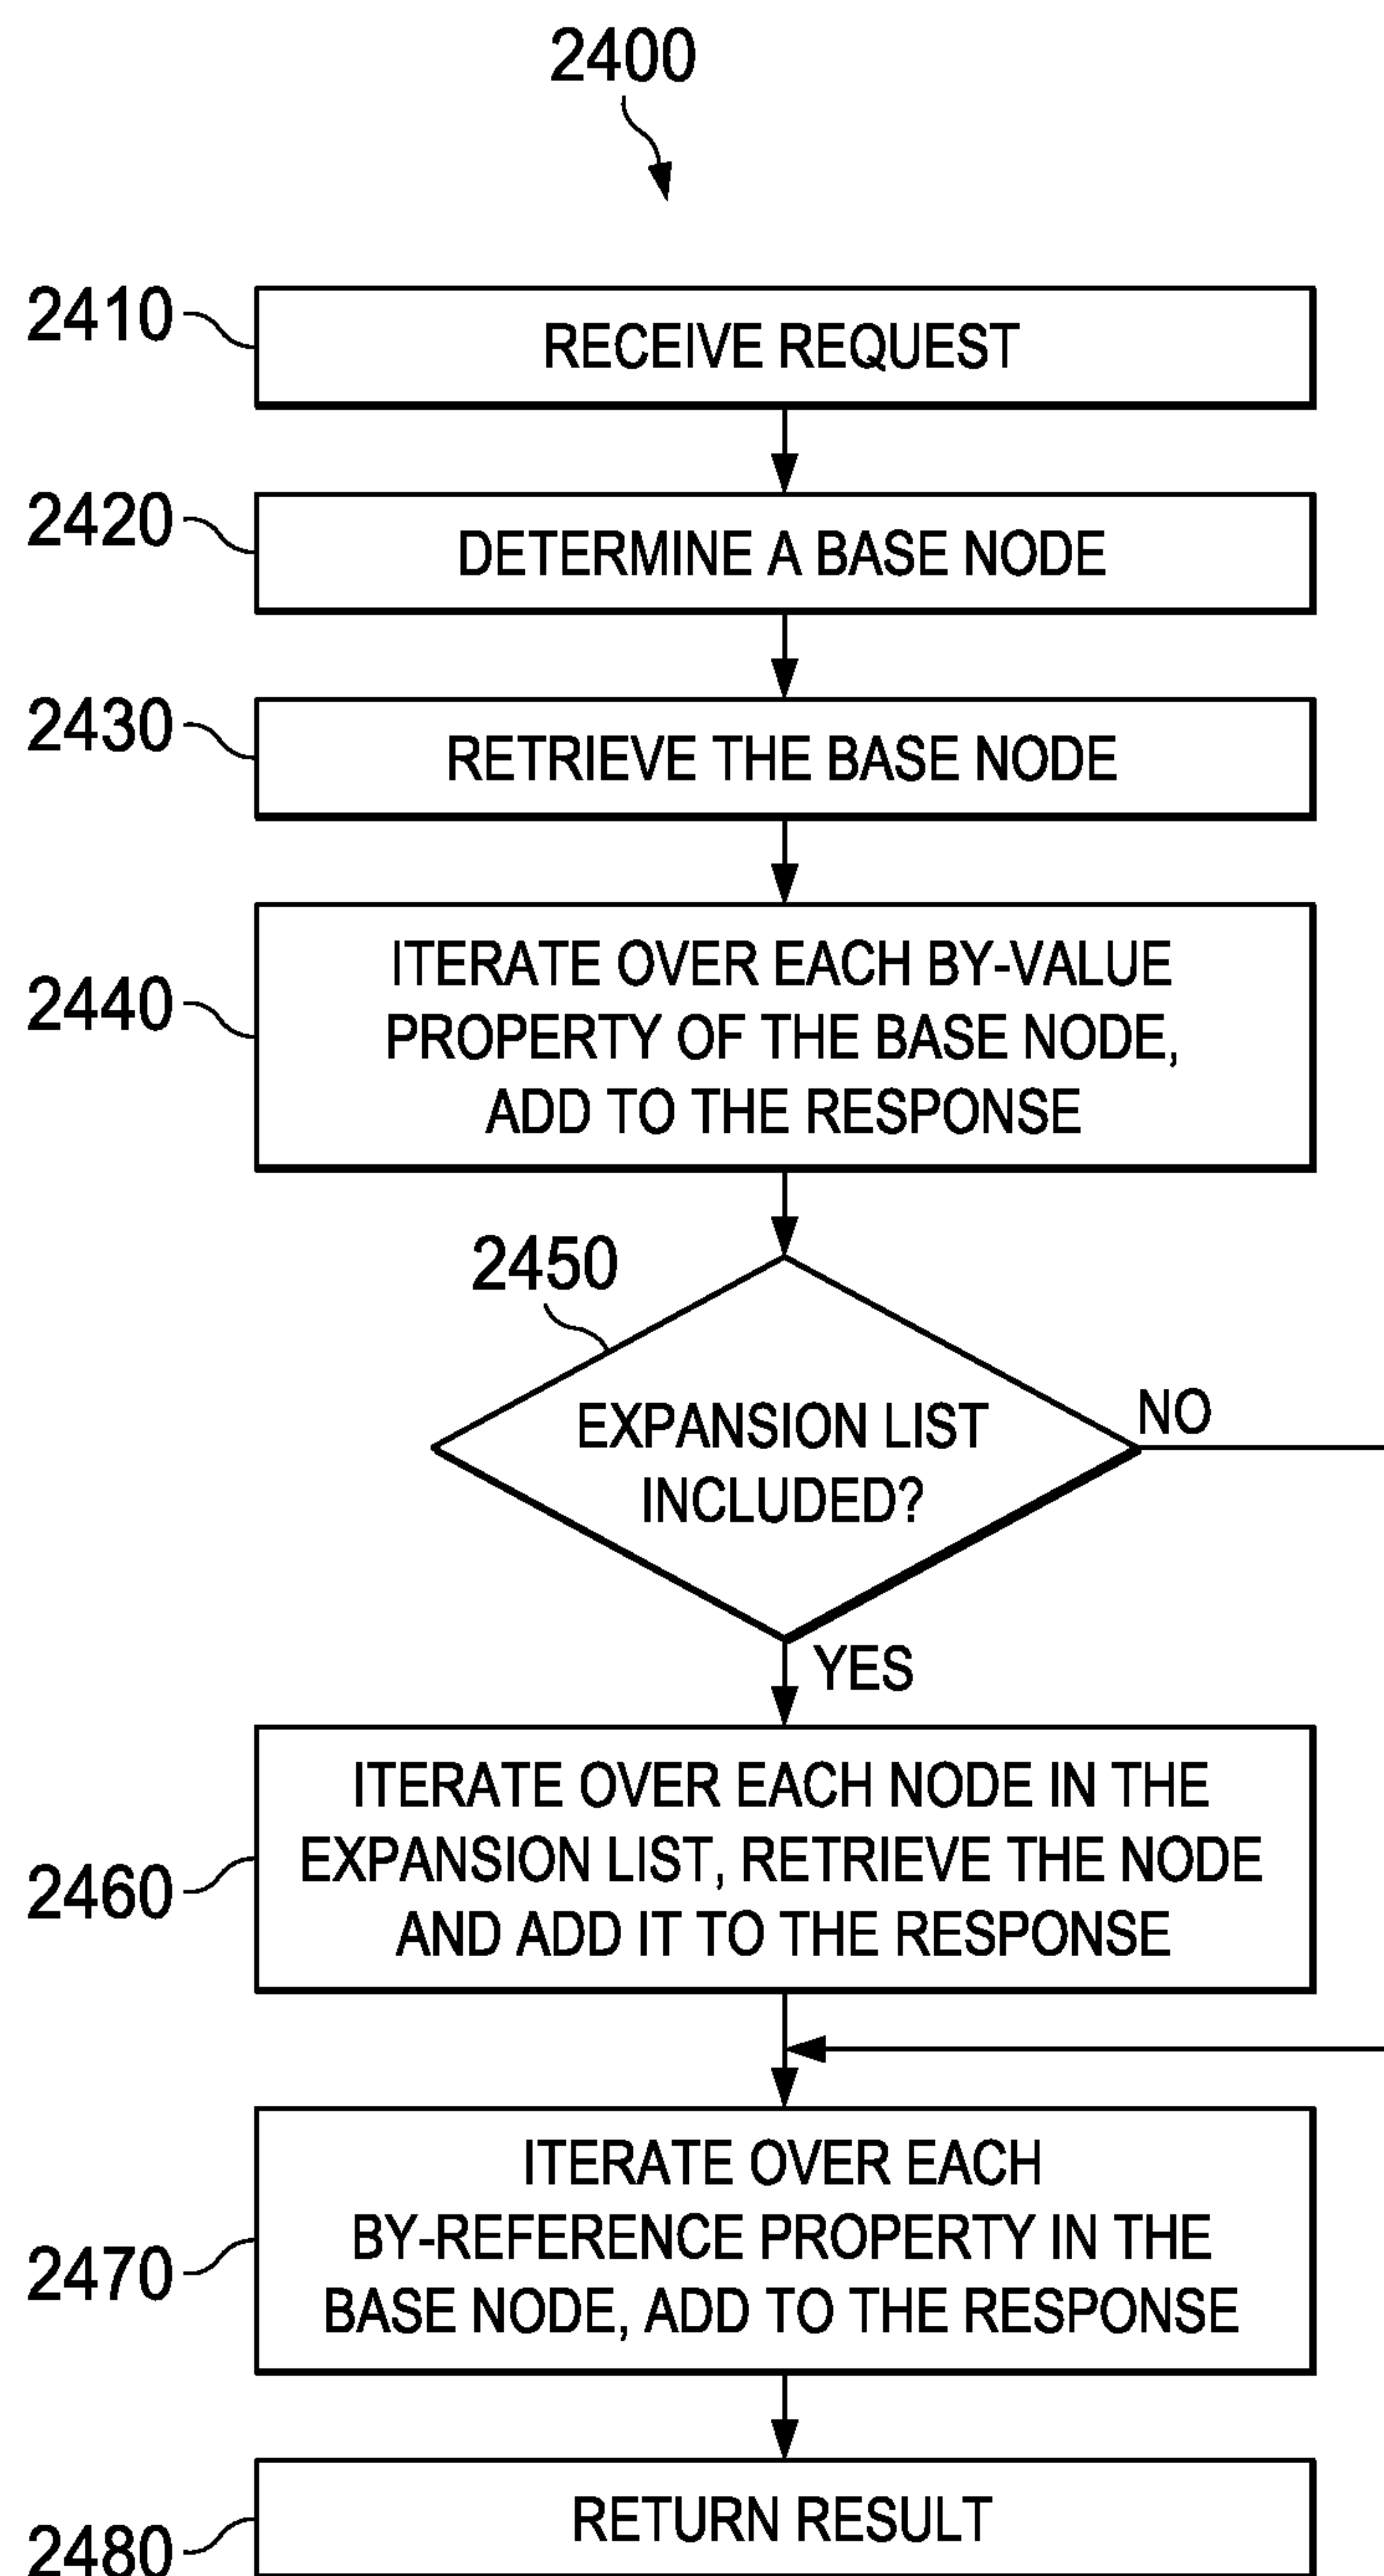 2400
2410
RECEIVE REQUEST
2420
DETERMINE A BASE NODE
2430
RETRIEVE THE BASE NODE
2440
ITERATE OVER EACH BY-VALUE
PROPERTY OF THE BASE NODE,
ADD TO THE RESPONSE
2450
EXPANSION LIST
INCLUDED?
NO
YES
2460
ITERATE OVER EACH NODE IN THE
EXPANSION LIST, RETRIEVE THE NODE
AND ADD IT TO THE RESPONSE
2470
ITERATE OVER EACH
BY-REFERENCE PROPERTY IN THE
BASE NODE, ADD TO THE RESPONSE
2480
RETURN RESULT